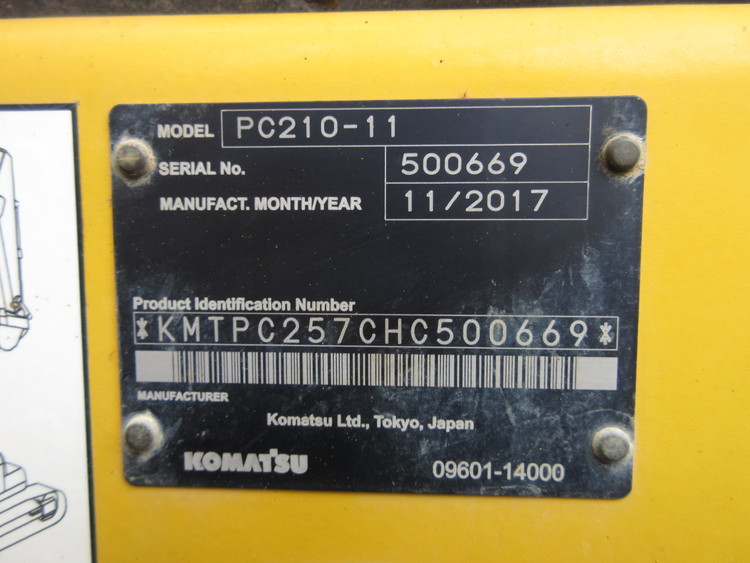 MODEL PC210-11
SERIAL No. 500669
MANUFACT. MONTH/YEAR 11/2017
Product Identification Number
*KMTPC257CHC500669*
MANUFACTURER
Komatsu Ltd., Tokyo, Japan
KOMATSU 09601-14000